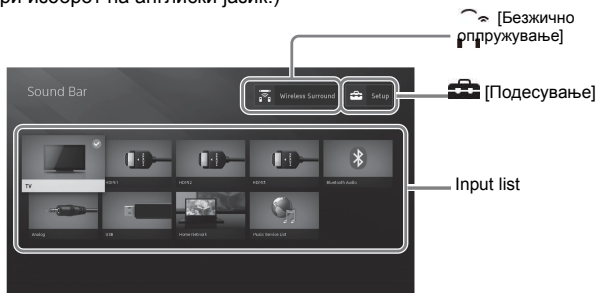 ри изборот на англиски јазик.)
[Безжично
оппружување]
Sound Bar
Wireless Surround
Setup
[Подесување]
TV
HDMI1
HDMI2
HDMI3
Bluetooth Audio
Input list
Analog
USB
Home Network
Music Service List